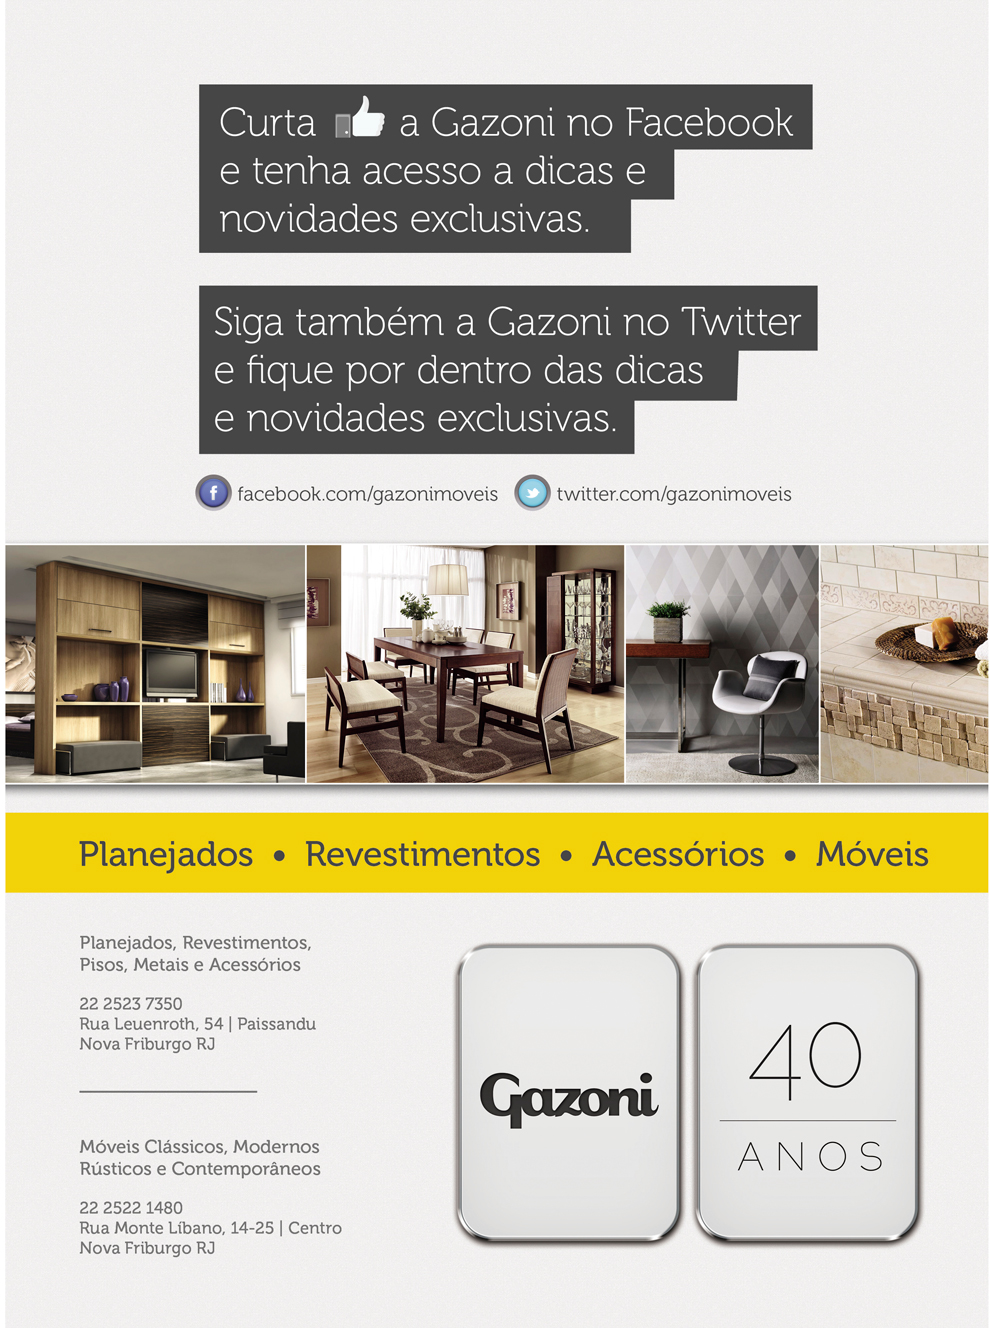 Curta a Gazoni no Facebook
e tenha acesso a dicas e
novidades exclusivas.
Siga também a Gazoni no Twitter
e fique por dentro das dicas
e novidades exclusivas.
facebook.com/gazonimoveis twitter.com/gazonimoveis
Planejados • Revestimentos • Acessórios • Móveis
Planejados, Revestimentos,
Pisos, Metais e Acessórios
22 2523 7350
Rua Leuenroth, 54 | Paissandu
Nova Friburgo RJ
Móveis Clássicos, Modernos
Rústicos e Contemporâneos
22 2522 1480
Rua Monte Líbano, 14-25 | Centro
Nova Friburgo RJ
Gazoni
40
ANOS